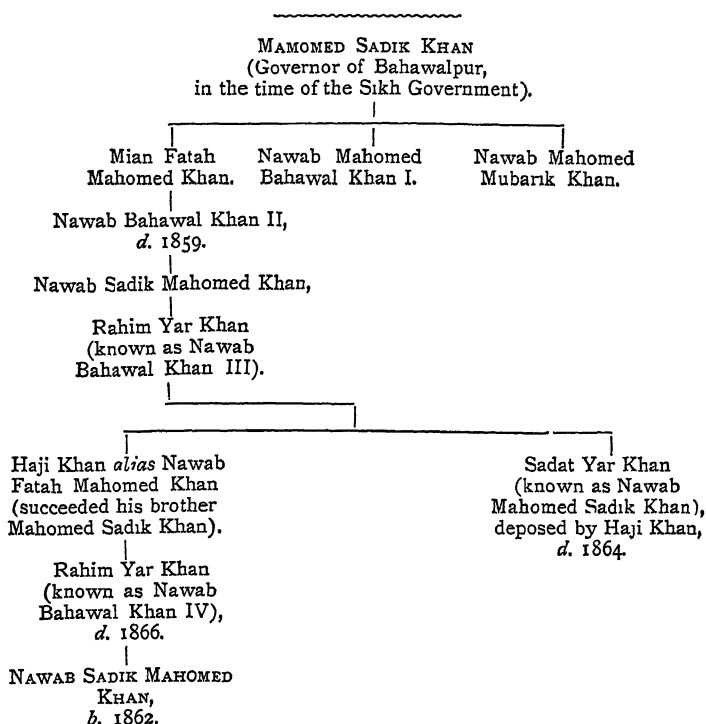 MAMOMED SADIK KHAN
(Governor of Bahawalpur,
in the time of the Sikh Government).
Mian Fatah
Mahomed Khan.
Nawab Mahomed
Bahawal Khan I.
Nawab Mahomed
Mubarik Khan.
Nawab Bahawal Khan II,
d. 1859.
Nawab Sadik Mahomed Khan,
Rahim Yar Khan
(known as Nawab
Bahawal Khan III).
Haji Khan alias Nawab
Fatah Mahomed Khan
(succeeded his brother
Mahomed Sadik Khan).
Sadat Yar Khan
(known as Nawab
Mahomed Sadik Khan),
deposed by Haji Khan,
d. 1864.
Rahim Yar Khan
(known as Nawab
Bahawal Khan IV),
d. 1866.
NAWAB SADIK MAHOMED
KHAN,
b. 1862.